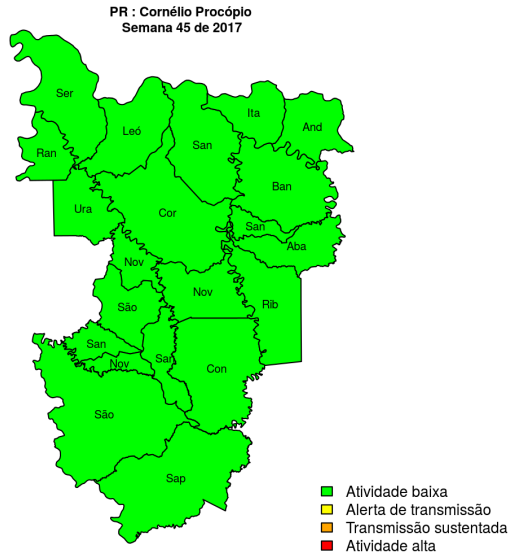 PR : Cornélio Procópio
Semana 45 de 2017
Ser
Ita
Leó
And
San
Ran
Ban
Ura
Cor
San
Aba
Nov
Nov
São
Rib
San
San
Nov
Con
São
Sap
Atividade baixa
Alerta de transmissão
Transmissão sustentada
Atividade alta